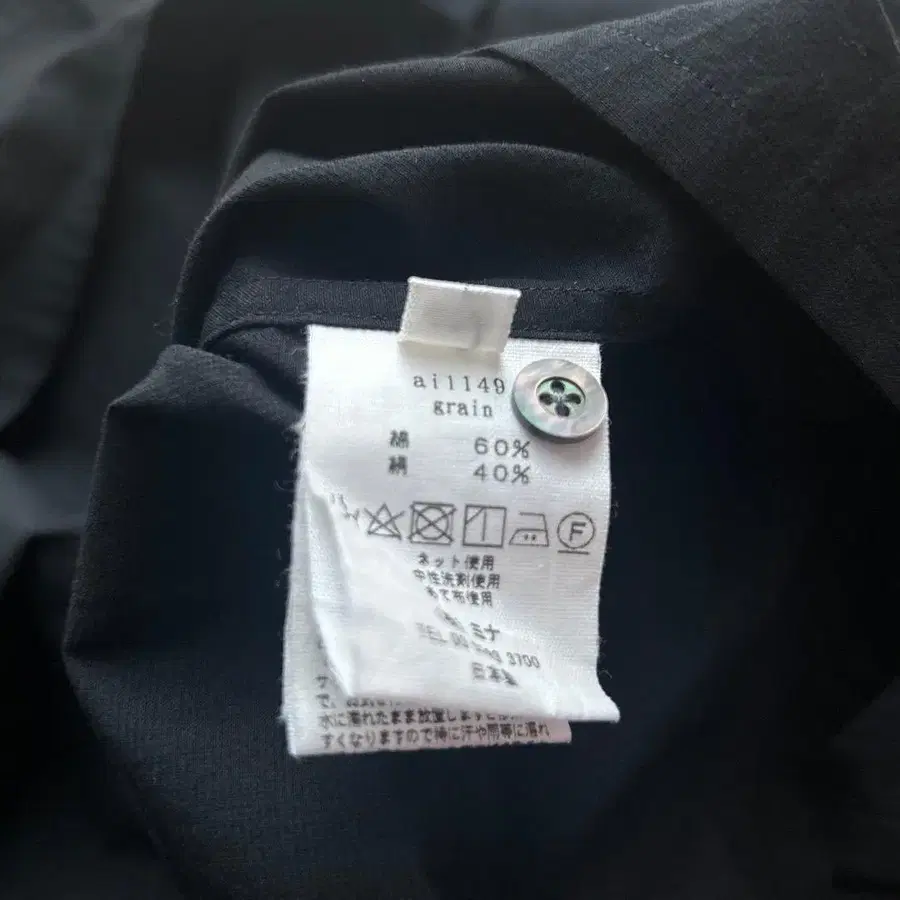 ai1149
grain
綿 60%
絹 40%
F
ネット使用
中性洗剤使用
あて布使用
ミナ
TEL 3700
日本製
水に濡れたまま放置しますと
すくなりますので特に汗や雨等に濡れ